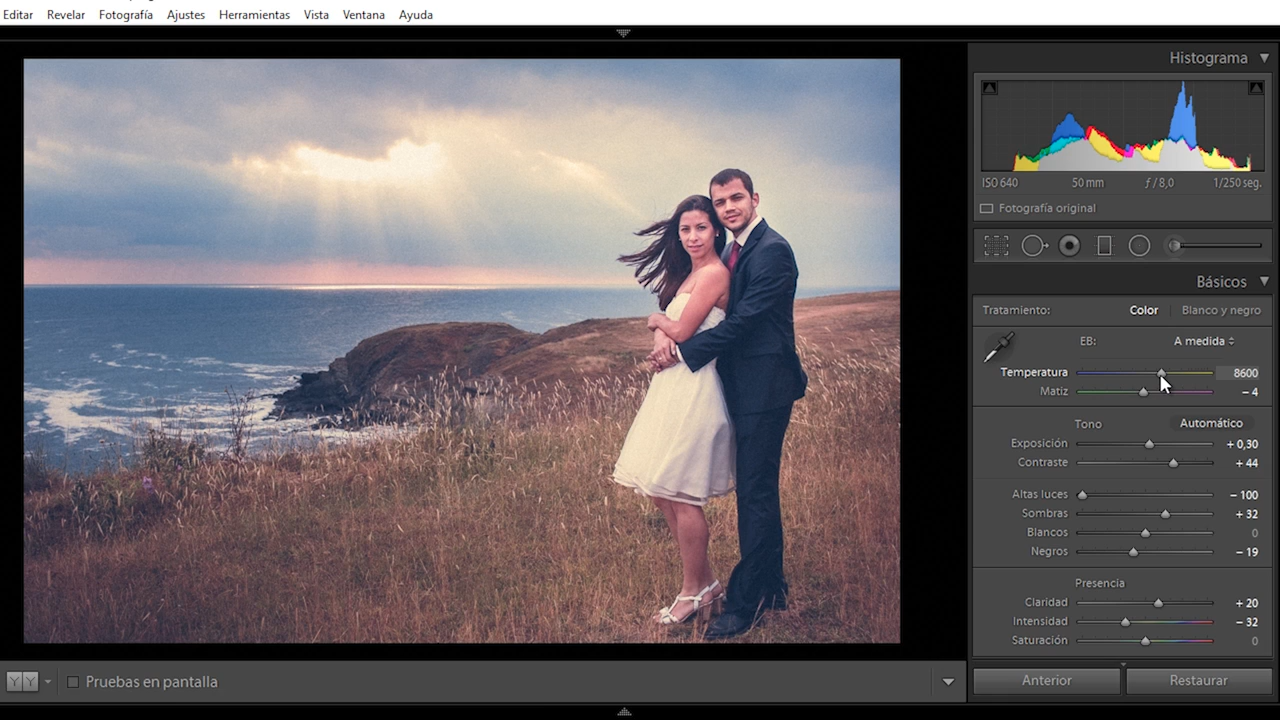 Editar Revelar Fotografía Ajustes Herramientas Vista Ventana Ayuda
Histograma
ISO 640 50 mm ƒ / 8,0 1/250 seg.
Fotografía original
Básicos
Tratamiento: Color Blanco y negro
EB: A medida
Temperatura 8600
Matiz – 4
Tono Automático
Exposición + 0,30
Contraste + 44
Altas luces – 100
Sombras + 32
Blancos 0
Negros – 19
Presencia
Claridad + 20
Intensidad – 32
Saturación 0
Y Y Pruebas en pantalla
Anterior Restaurar